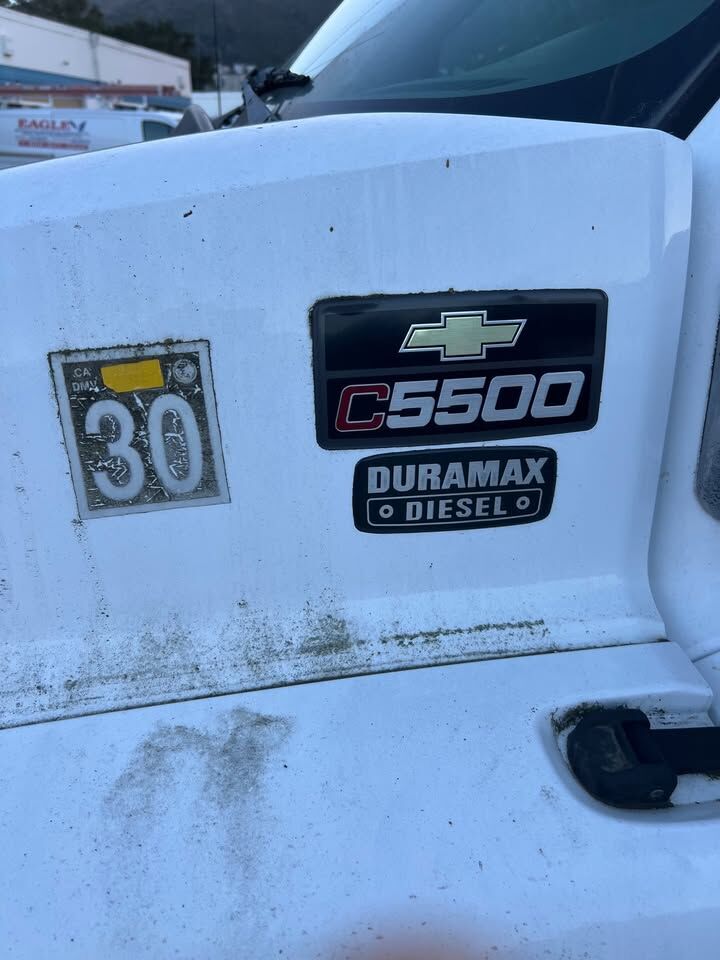 EAGLE
CA
DMV
30
C5500
DURAMAX
DIESEL